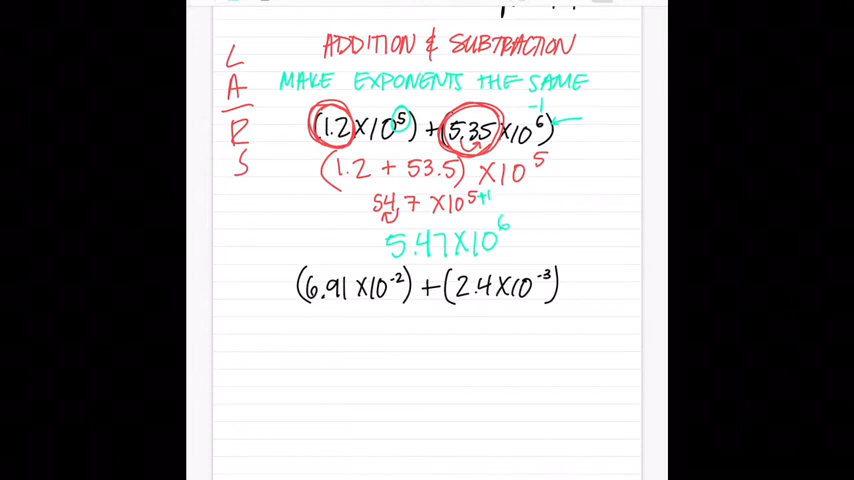 ADDITION & SUBTRACTION
L
A
R
S
MAKE EXPONENTS THE SAME
-1
(1.2 × 10⁵) + (5.35 × 10⁶)
(1.2 + 53.5) × 10⁵
54.7 × 10⁵⁺¹
5.47 × 10⁶
(6.91 × 10⁻²) + (2.4 × 10⁻³)